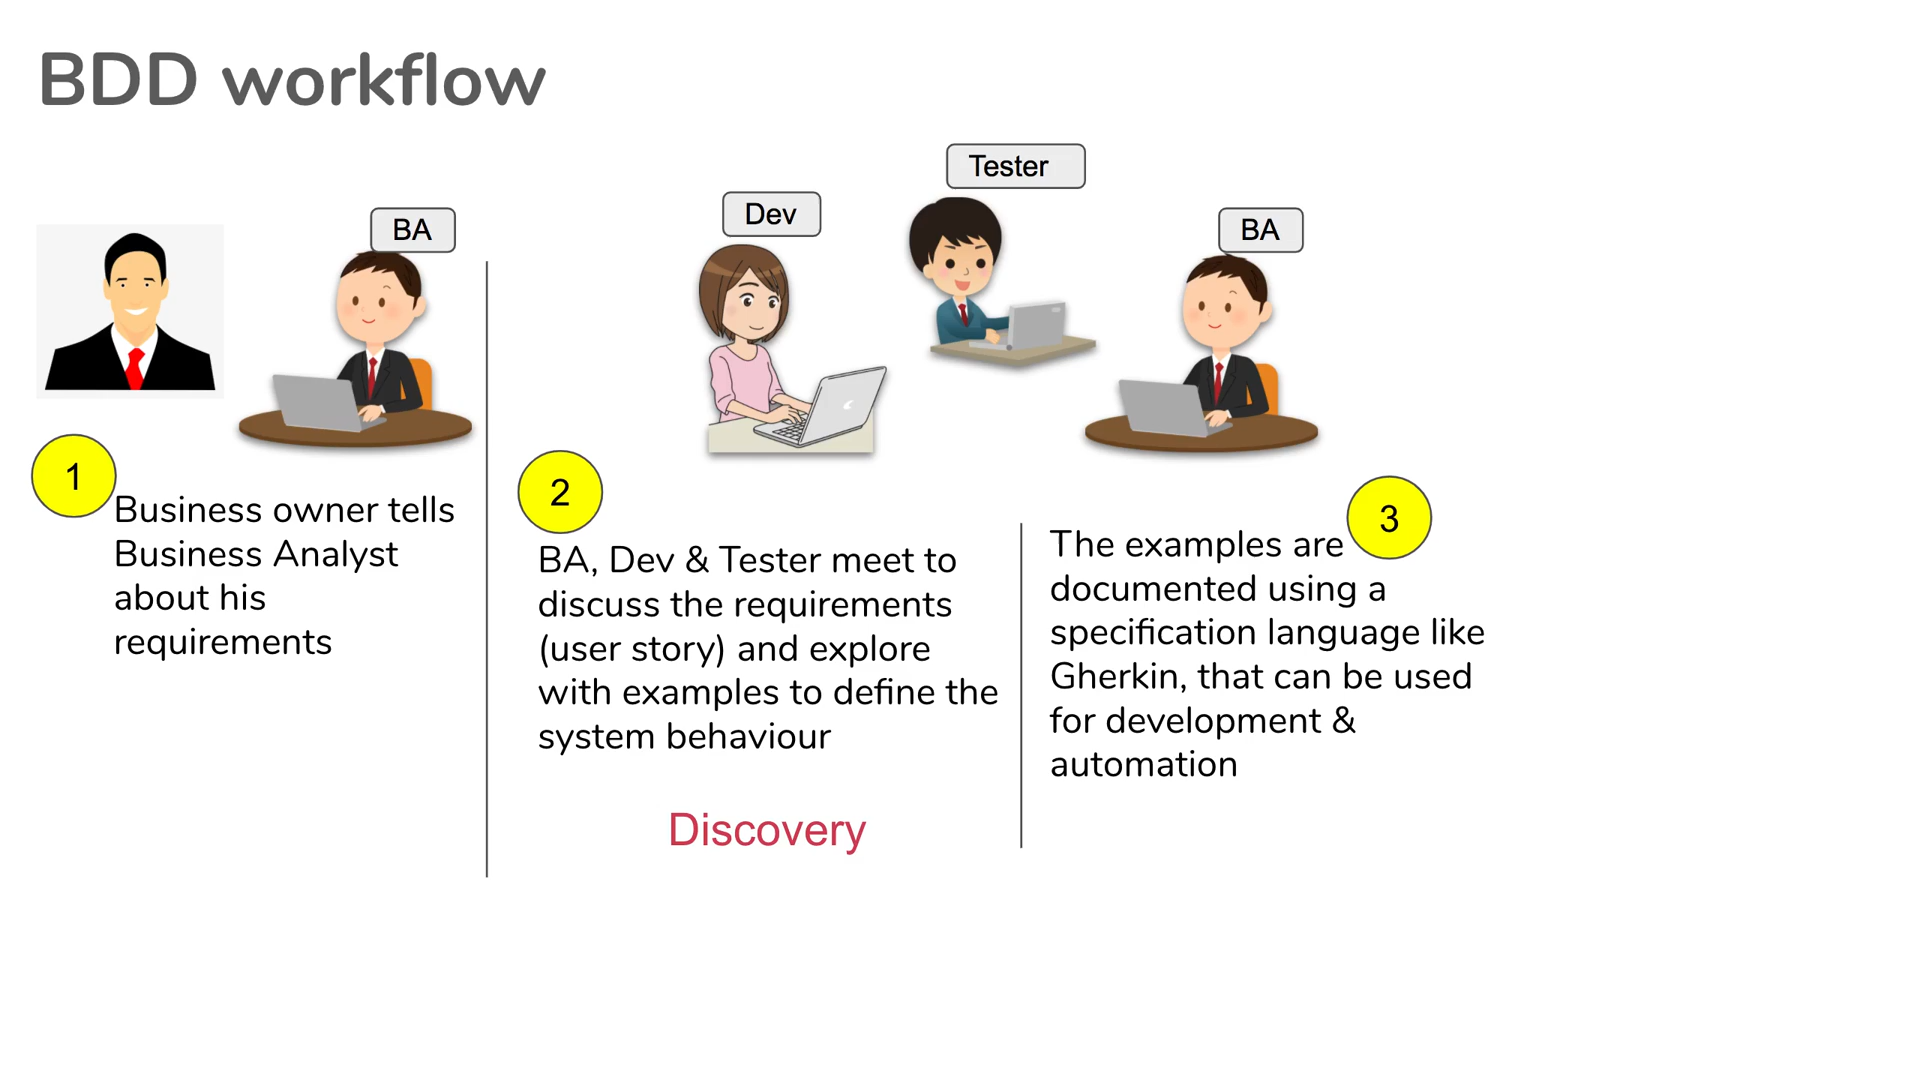 BDD workflow
Tester
Dev
BA
BA
1
Business owner tells
Business Analyst
about his
requirements
2
BA, Dev & Tester meet to
discuss the requirements
(user story) and explore
with examples to define the
system behaviour
Discovery
3
The examples are
documented using a
specification language like
Gherkin, that can be used
for development &
automation